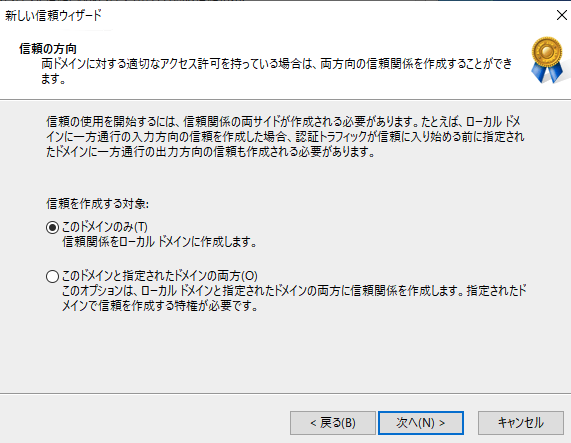 新しい信頼ウィザード
信頼の方向
両ドメインに対する適切なアクセス許可を持っている場合は、両方向の信頼関係を作成することができ
ます。
信頼の使用を開始するには、信頼関係の両サイドが作成される必要があります。たとえば、ローカル ドメ
インに一方通行の入力方向の信頼を作成した場合、認証トラフィックが信頼に入り始める前に指定され
たドメインに一方通行の出力方向の信頼も作成される必要があります。
信頼を作成する対象:
このドメインのみ(T)
信頼関係をローカル ドメインに作成します。
このドメインと指定されたドメインの両方(O)
このオプションは、ローカル ドメインと指定されたドメインの両方に信頼関係を作成します。指定されたド
メインで信頼を作成する特権が必要です。
< 戻る(B)
次へ(N) >
キャンセル